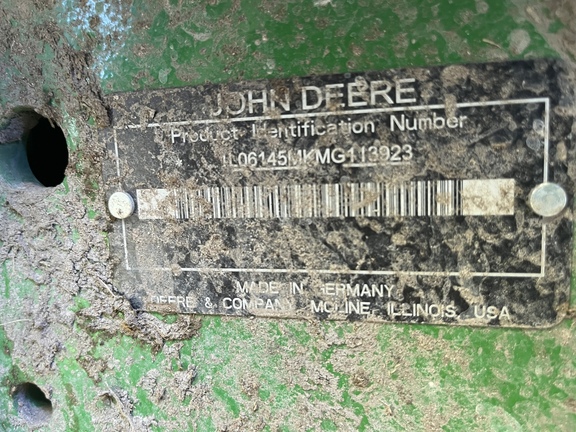 JOHN DEERE
Product Identification Number
1L06145MKMG113923
MADE IN GERMANY
DEERE & COMPANY MOLINE, ILLINOIS, USA